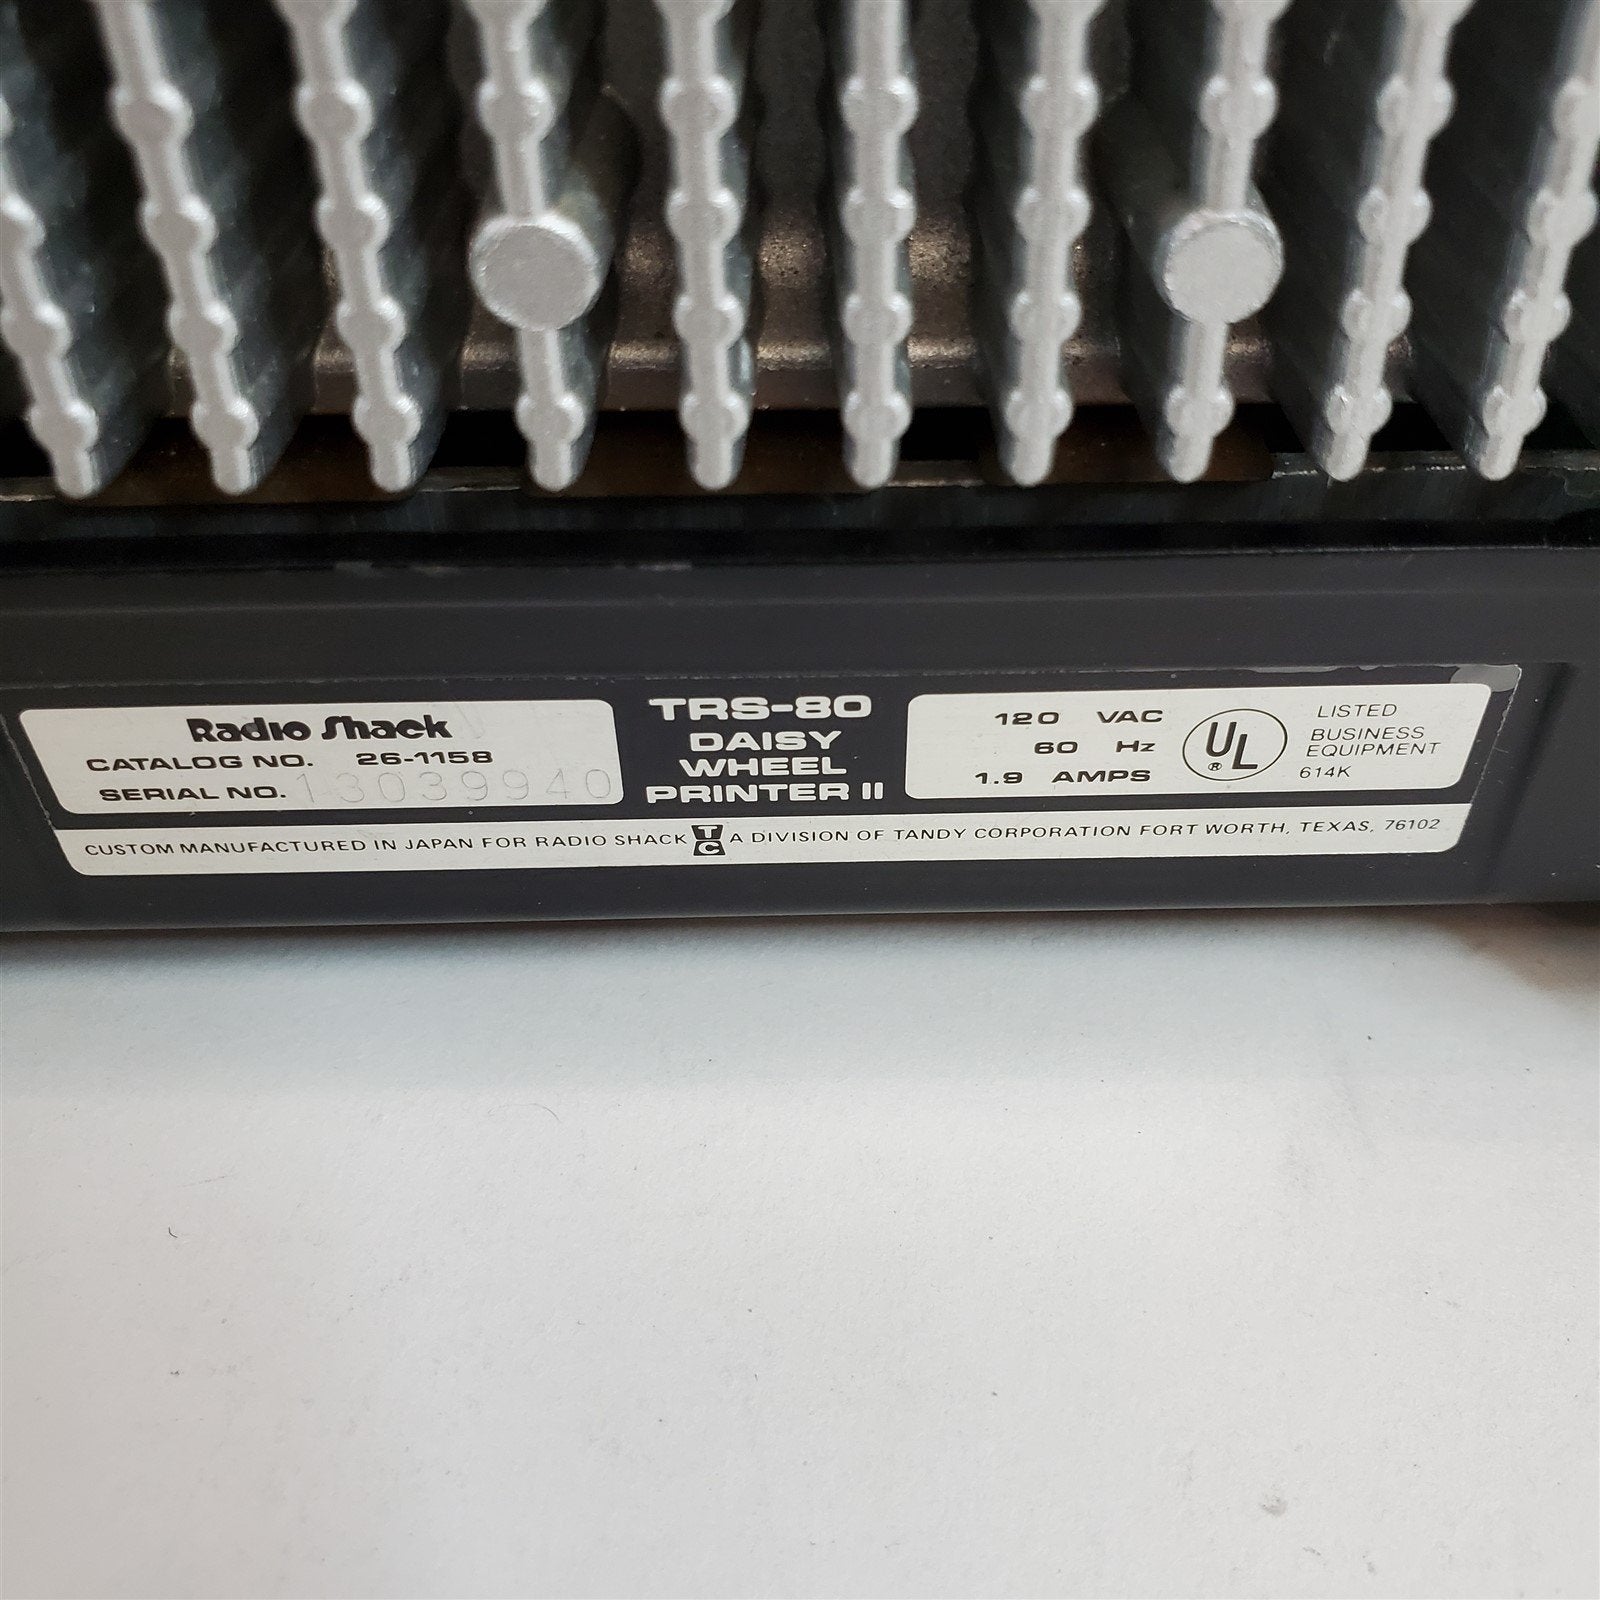 Radio Shack
CATALOG NO. 26-1158
SERIAL NO. 13039940
TRS-80
DAISY
WHEEL
PRINTER II
120 VAC
60 Hz
1.9 AMPS
UL
®
LISTED
BUSINESS
EQUIPMENT
614K
CUSTOM MANUFACTURED IN JAPAN FOR RADIO SHACK TC A DIVISION OF TANDY CORPORATION FORT WORTH, TEXAS, 76102